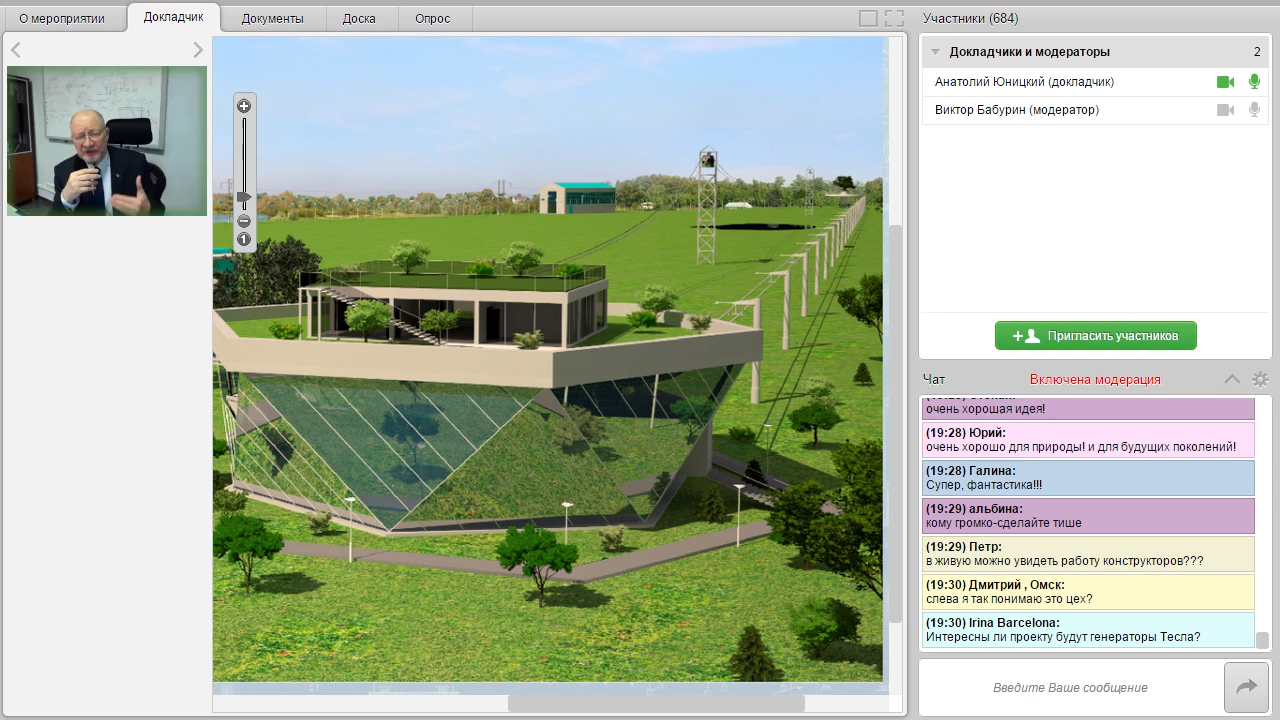 О мероприятии
Докладчик
Документы
Доска
Опрос
Участники (684)
Докладчики и модераторы 2
Анатолий Юницкий (докладчик)
Виктор Бабурин (модератор)
Пригласить участников
Чат
Включена модерация
очень хорошая идея!
(19:28) Юрий:
очень хорошо для природы! и для будущих поколений!
(19:28) Галина:
Супер, фантастика!!!
(19:29) альбина:
кому громко-сделайте тише
(19:29) Петр:
в живую можно увидеть работу конструкторов???
(19:30) Дмитрий , Омск:
слева я так понимаю это цех?
(19:30) Irina Barcelona:
Интересны ли проекту будут генераторы Тесла?
Введите Ваше сообщение